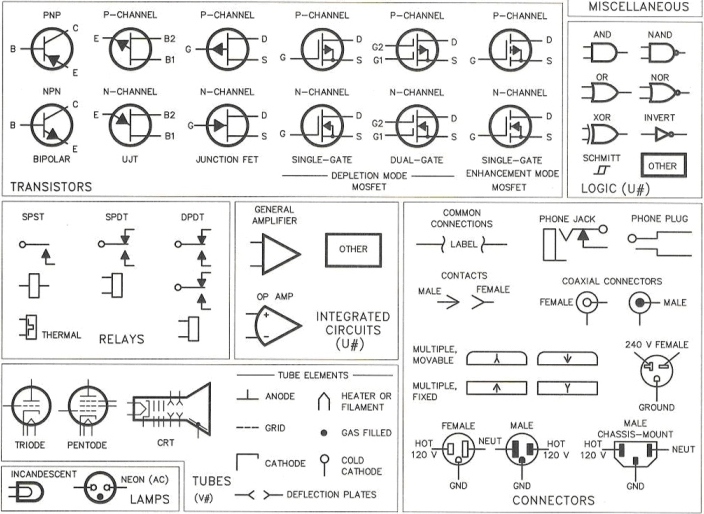 MISCELLANEOUS
PNP
P-CHANNEL
P-CHANNEL
P-CHANNEL
P-CHANNEL
P-CHANNEL
B
C
E
E
B2
B1
G
D
S
G
D
S
G2
G1
D
S
G
D
S
NPN
N-CHANNEL
N-CHANNEL
N-CHANNEL
N-CHANNEL
N-CHANNEL
B
C
E
E
B2
B1
G
D
S
G
D
S
G2
G1
D
S
G
D
S
BIPOLAR
UJT
JUNCTION FET
SINGLE-GATE
DUAL-GATE
SINGLE-GATE
DEPLETION MODE
MOSFET
ENHANCEMENT MODE
MOSFET
TRANSISTORS
AND
NAND
OR
NOR
XOR
INVERT
SCHMITT
OTHER
LOGIC (U#)
SPST
SPDT
DPDT
THERMAL
RELAYS
GENERAL
AMPLIFIER
OTHER
OP AMP
+
-
INTEGRATED
CIRCUITS
(U#)
COMMON
CONNECTIONS
LABEL
PHONE JACK
PHONE PLUG
CONTACTS
MALE
FEMALE
COAXIAL CONNECTORS
FEMALE
MALE
MULTIPLE,
MOVABLE
MULTIPLE,
FIXED
240 V FEMALE
GROUND
FEMALE
HOT
120 V
NEUT
GND
MALE
HOT
120 V
GND
MALE
CHASSIS-MOUNT
HOT
120 V
NEUT
GND
CONNECTORS
TRIODE
PENTODE
CRT
TUBE ELEMENTS
ANODE
HEATER OR
FILAMENT
GRID
GAS FILLED
CATHODE
COLD
CATHODE
DEFLECTION PLATES
TUBES
(V#)
INCANDESCENT
NEON (AC)
LAMPS